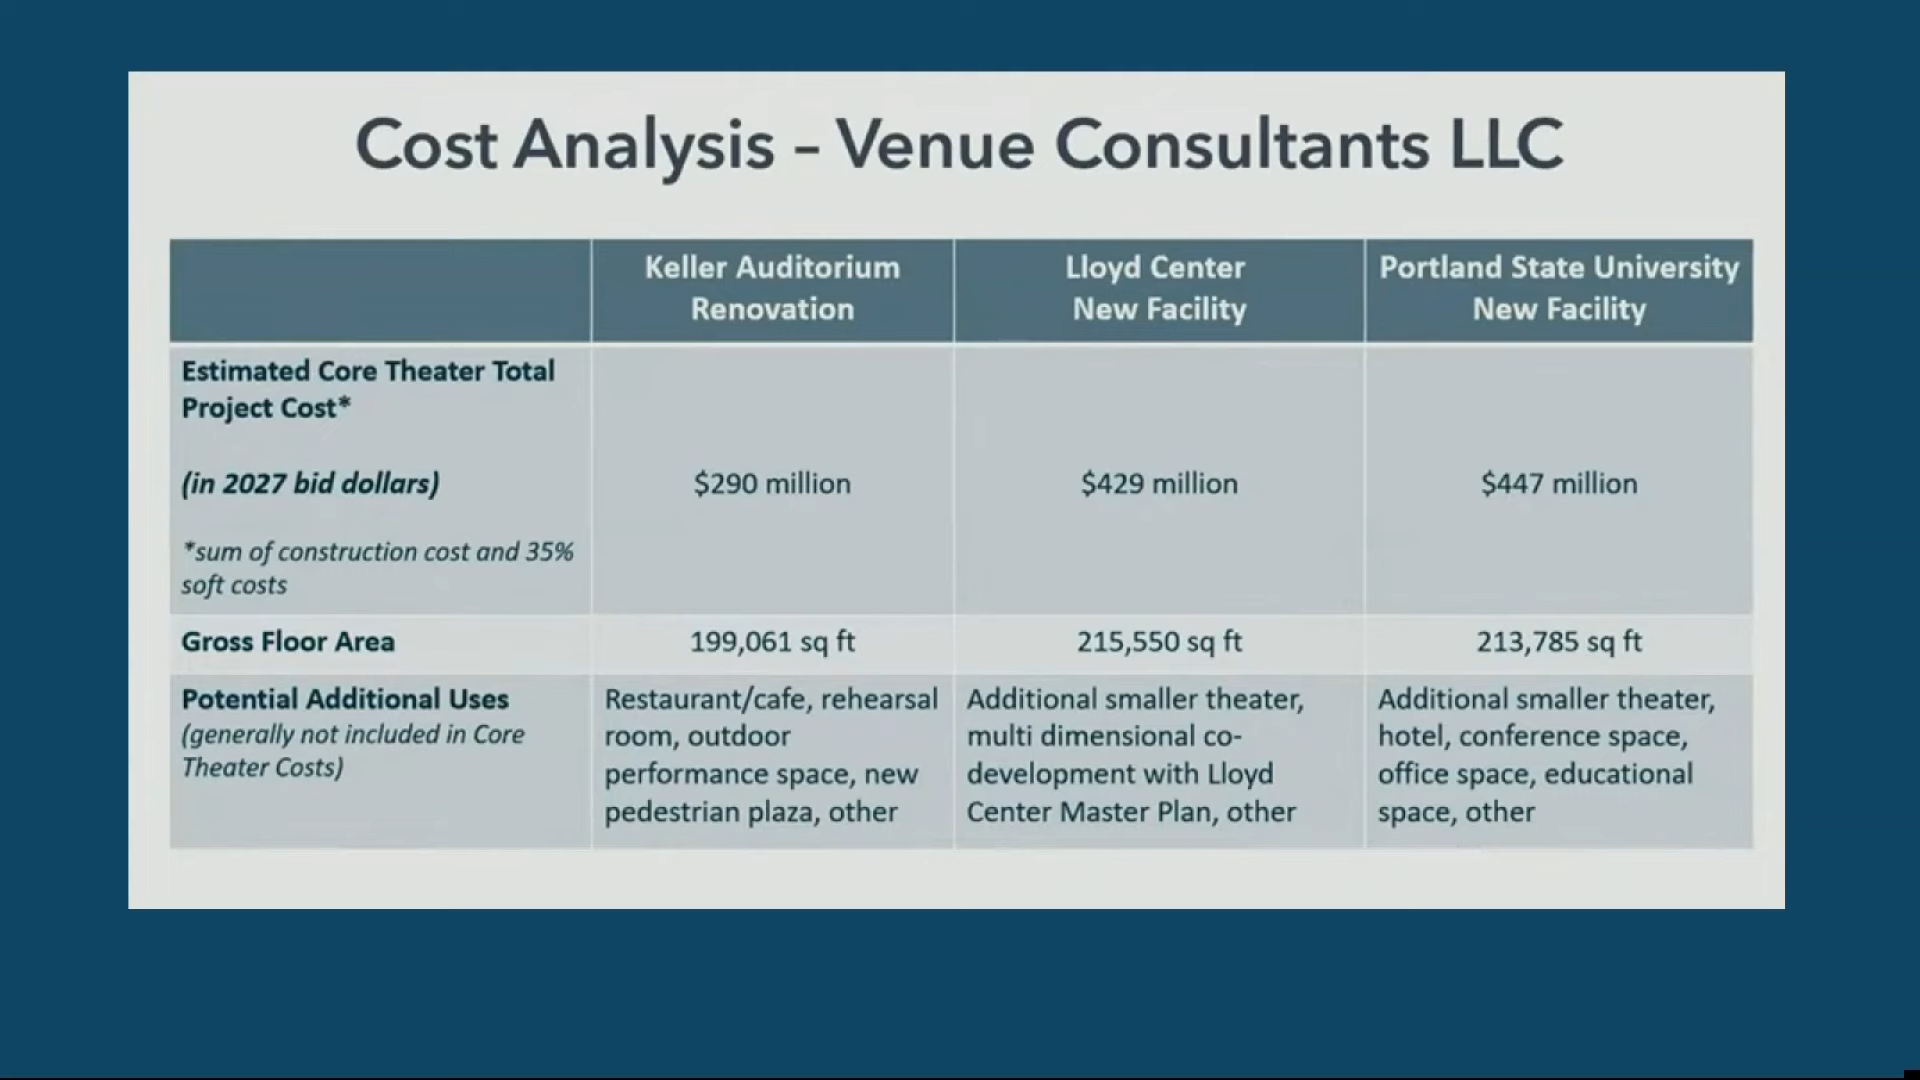 Cost Analysis – Venue Consultants LLC
Keller Auditorium
Renovation
Lloyd Center
New Facility
Portland State University
New Facility
Estimated Core Theater Total
Project Cost*
(in 2027 bid dollars)
*sum of construction cost and 35%
soft costs
$290 million
$429 million
$447 million
Gross Floor Area
199,061 sq ft
215,550 sq ft
213,785 sq ft
Potential Additional Uses
(generally not included in Core
Theater Costs)
Restaurant/cafe, rehearsal
room, outdoor
performance space, new
pedestrian plaza, other
Additional smaller theater,
multi dimensional co-
development with Lloyd
Center Master Plan, other
Additional smaller theater,
hotel, conference space,
office space, educational
space, other